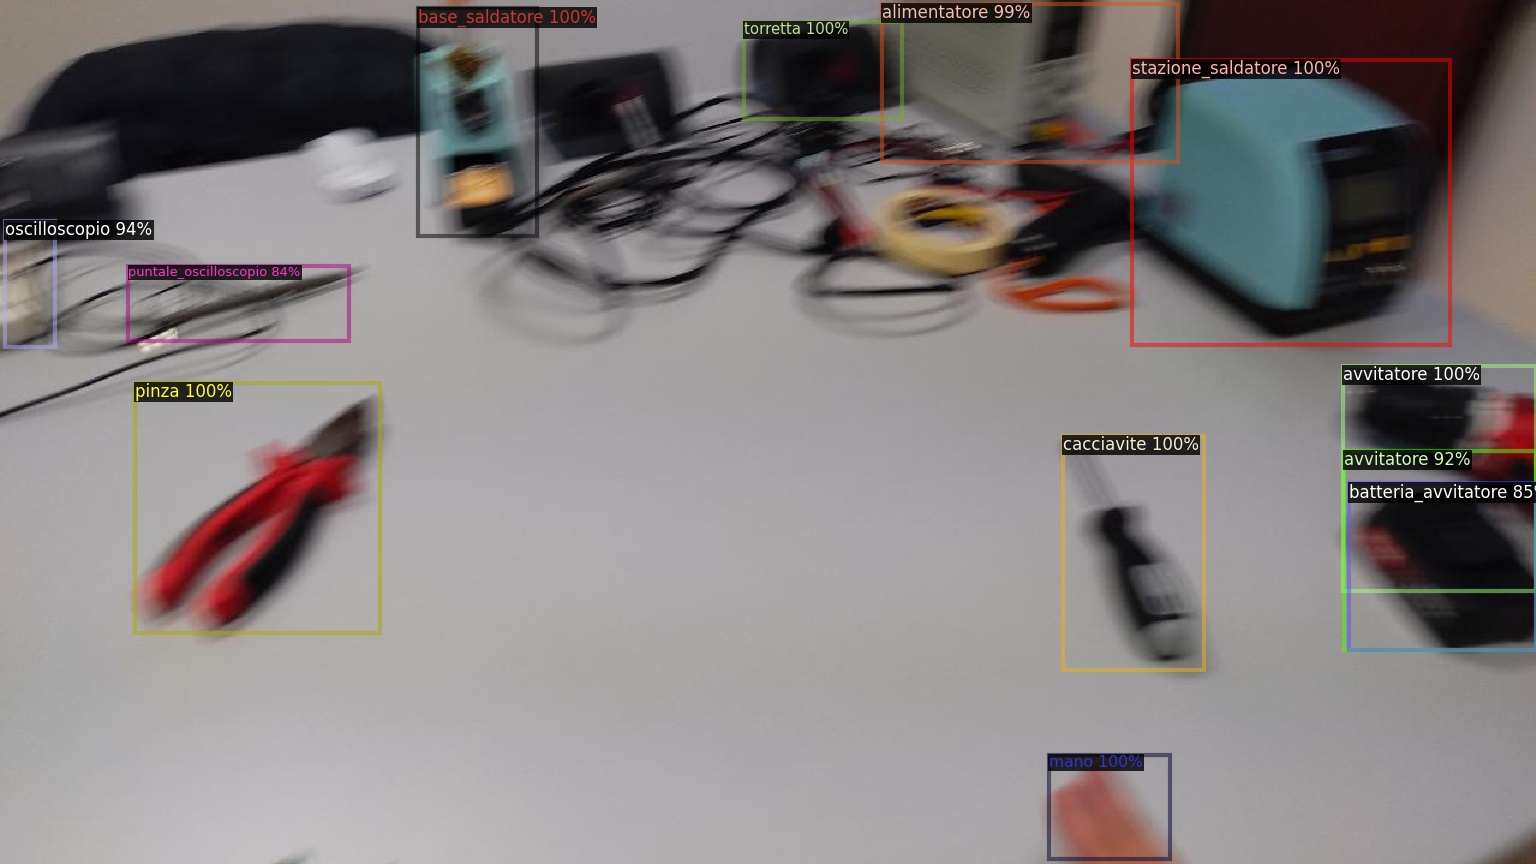 base_saldatore 100%
torretta 100%
alimentatore 99%
stazione_saldatore 100%
oscilloscopio 94%
puntale_oscilloscopio 84%
pinza 100%
avvitatore 100%
cacciavite 100%
avvitatore 92%
batteria_avvitatore 85%
mano 100%